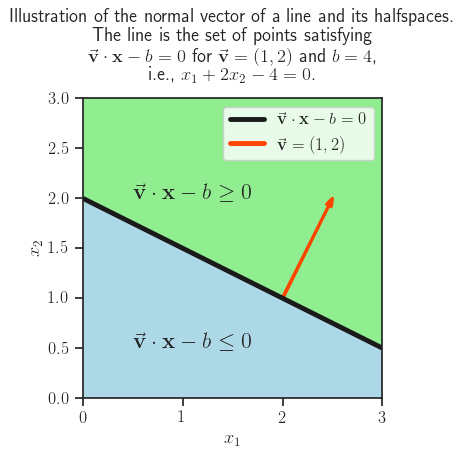 Illustration of the normal vector of a line and its halfspaces.
The line is the set of points satisfying
$\vec{\mathbf{v}} \cdot \mathbf{x} - b = 0$ for $\vec{\mathbf{v}} = (1, 2)$ and $b = 4$,
i.e., $x_1 + 2x_2 - 4 = 0$.
3.0
$\vec{\mathbf{v}} \cdot \mathbf{x} - b = 0$
$\vec{\mathbf{v}} = (1, 2)$
2.5
2.0
$\vec{\mathbf{v}} \cdot \mathbf{x} - b \geq 0$
$x_2$
1.5
1.0
0.5
$\vec{\mathbf{v}} \cdot \mathbf{x} - b \leq 0$
0.0
0 1 2 3
$x_1$